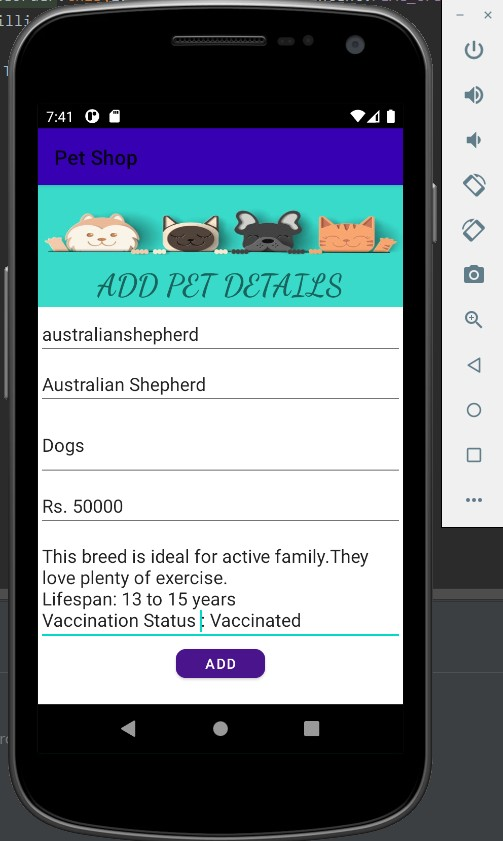 7:41
Pet Shop
ADD PET DETAILS
australianshepherd
Australian Shepherd
Dogs
Rs. 50000
This breed is ideal for active family.They
love plenty of exercise.
Lifespan: 13 to 15 years
Vaccination Status : Vaccinated
ADD